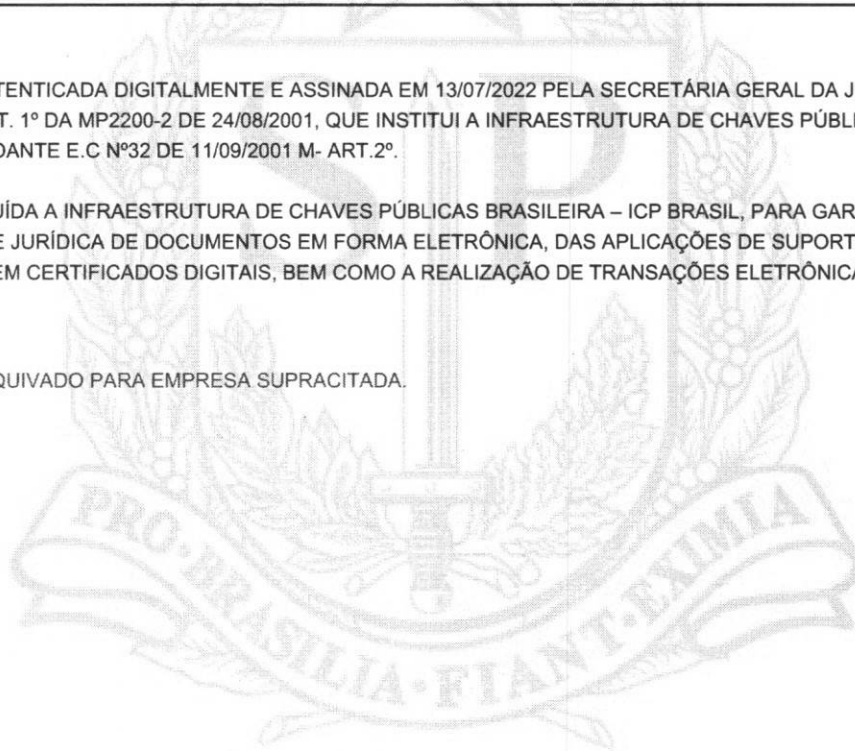 TENTICADA DIGITALMENTE E ASSINADA EM 13/07/2022 PELA SECRETÁRIA GERAL DA J
T. 1º DA MP2200-2 DE 24/08/2001, QUE INSTITUI A INFRAESTRUTURA DE CHAVES PÚBLI
DANTE E.C Nº32 DE 11/09/2001 M- ART.2º.
UÍDA A INFRAESTRUTURA DE CHAVES PÚBLICAS BRASILEIRA – ICP BRASIL, PARA GAR
E JURÍDICA DE DOCUMENTOS EM FORMA ELETRÔNICA, DAS APLICAÇÕES DE SUPORT
EM CERTIFICADOS DIGITAIS, BEM COMO A REALIZAÇÃO DE TRANSAÇÕES ELETRÔNICA
QUIVADO PARA EMPRESA SUPRACITADA.
SP
PRO·BRASILIA·FIANT·EXIMIA